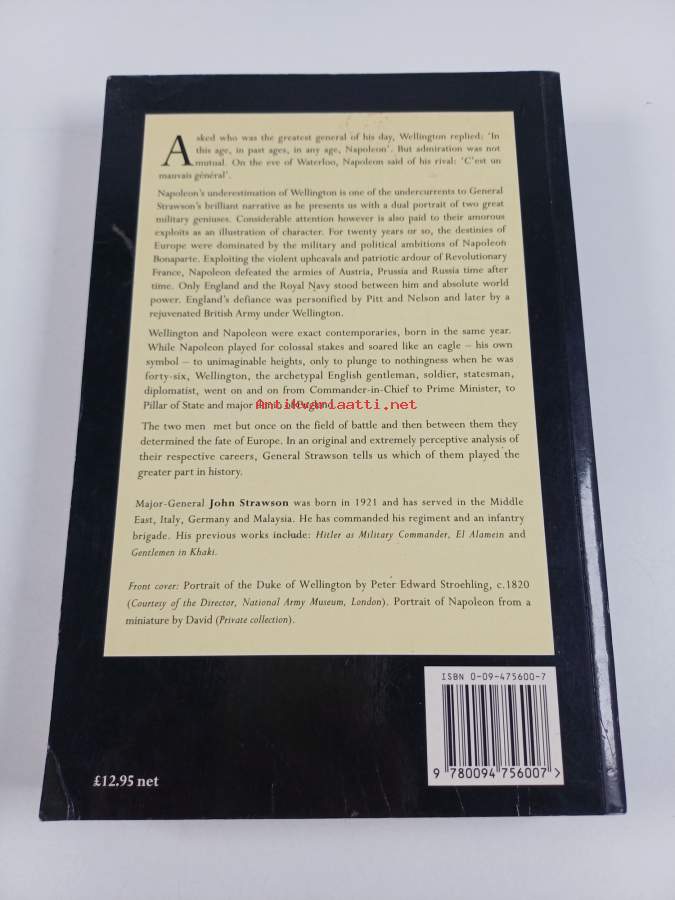 Asked who was the greatest general of his day, Wellington replied: 'In
this age, in past ages, in any age, Napoleon'. But admiration was not
mutual. On the eve of Waterloo, Napoleon said of his rival: 'C'est un
mauvais général'.
Napoleon's underestimation of Wellington is one of the undercurrents to General
Strawson's brilliant narrative as he presents us with a dual portrait of two great
military geniuses. Considerable attention however is also paid to their amorous
exploits as an illustration of character. For twenty years or so, the destinies of
Europe were dominated by the military and political ambitions of Napoleon
Bonaparte. Exploiting the violent upheavals and patriotic ardour of Revolutionary
France, Napoleon defeated the armies of Austria, Prussia and Russia time after
time. Only England and the Royal Navy stood between him and absolute world
power. England's defiance was personified by Pitt and Nelson and later by a
rejuvenated British Army under Wellington.
Wellington and Napoleon were exact contemporaries, born in the same year.
While Napoleon played for colossal stakes and soared like an eagle – his own
symbol – to unimaginable heights, only to plunge to nothingness when he was
forty-six, Wellington, the archetypal English gentleman, soldier, statesman,
diplomatist, went on and on from Commander-in-Chief to Prime Minister, to
Pillar of State and major
Antikvariaatti.net
The two men met but once on the field of battle and then between them they
determined the fate of Europe. In an original and extremely perceptive analysis of
their respective careers, General Strawson tells us which of them played the
greater part in history.
Major-General John Strawson was born in 1921 and has served in the Middle
East, Italy, Germany and Malaysia. He has commanded his regiment and an infantry
brigade. His previous works include: Hitler as Military Commander, El Alamein and
Gentlemen in Khaki.
Front cover: Portrait of the Duke of Wellington by Peter Edward Stroehling, c.1820
(Courtesy of the Director, National Army Museum, London). Portrait of Napoleon from a
miniature by David (Private collection).
ISBN 0-09-475600-7
9 780094 756007 >
£12.95 net